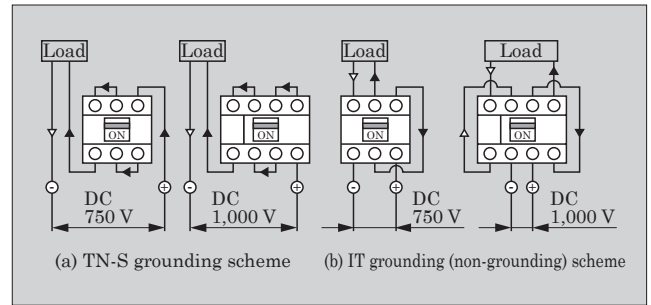 Load Load Load Load
ON ON ON ON
- + - + - + - +
DC DC DC DC
750 V 1,000 V 750 V 1,000 V
(a) TN-S grounding scheme (b) IT grounding (non-grounding) scheme